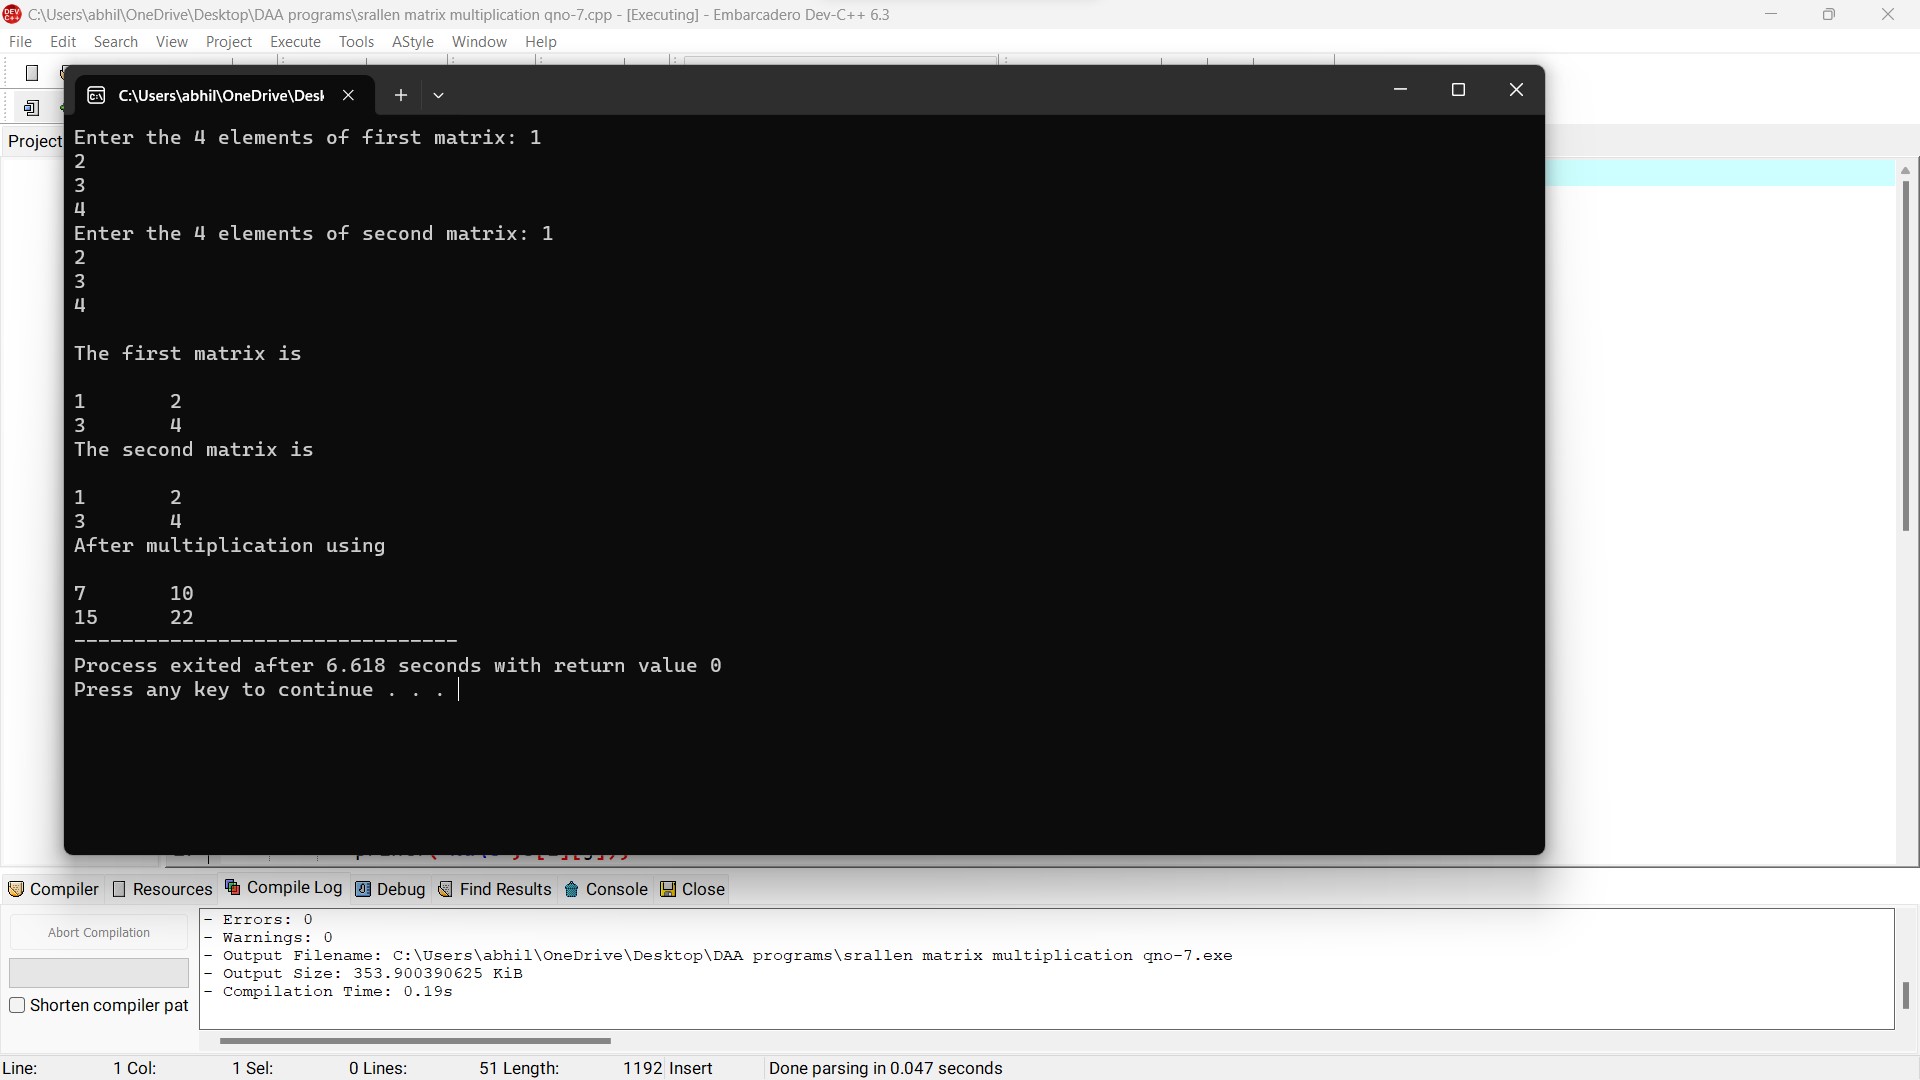 C:\Users\abhil\OneDrive\Desktop\DAA programs\srallen matrix multiplication qno-7.cpp - [Executing] - Embarcadero Dev-C++ 6.3
File Edit Search View Project Execute Tools AStyle Window Help
C:\Users\abhil\OneDrive\Desk
Project
Enter the 4 elements of first matrix: 1
2
3
4
Enter the 4 elements of second matrix: 1
2
3
4
The first matrix is
1 2
3 4
The second matrix is
1 2
3 4
After multiplication using
7 10
15 22
--------------------------------
Process exited after 6.618 seconds with return value 0
Press any key to continue . . .
Compiler Resources Compile Log Debug Find Results Console Close
Abort Compilation
Shorten compiler pat
- Errors: 0
- Warnings: 0
- Output Filename: C:\Users\abhil\OneDrive\Desktop\DAA programs\srallen matrix multiplication qno-7.exe
- Output Size: 353.900390625 KiB
- Compilation Time: 0.19s
Line: 1 Col: 1 Sel: 0 Lines: 51 Length: 1192 Insert Done parsing in 0.047 seconds